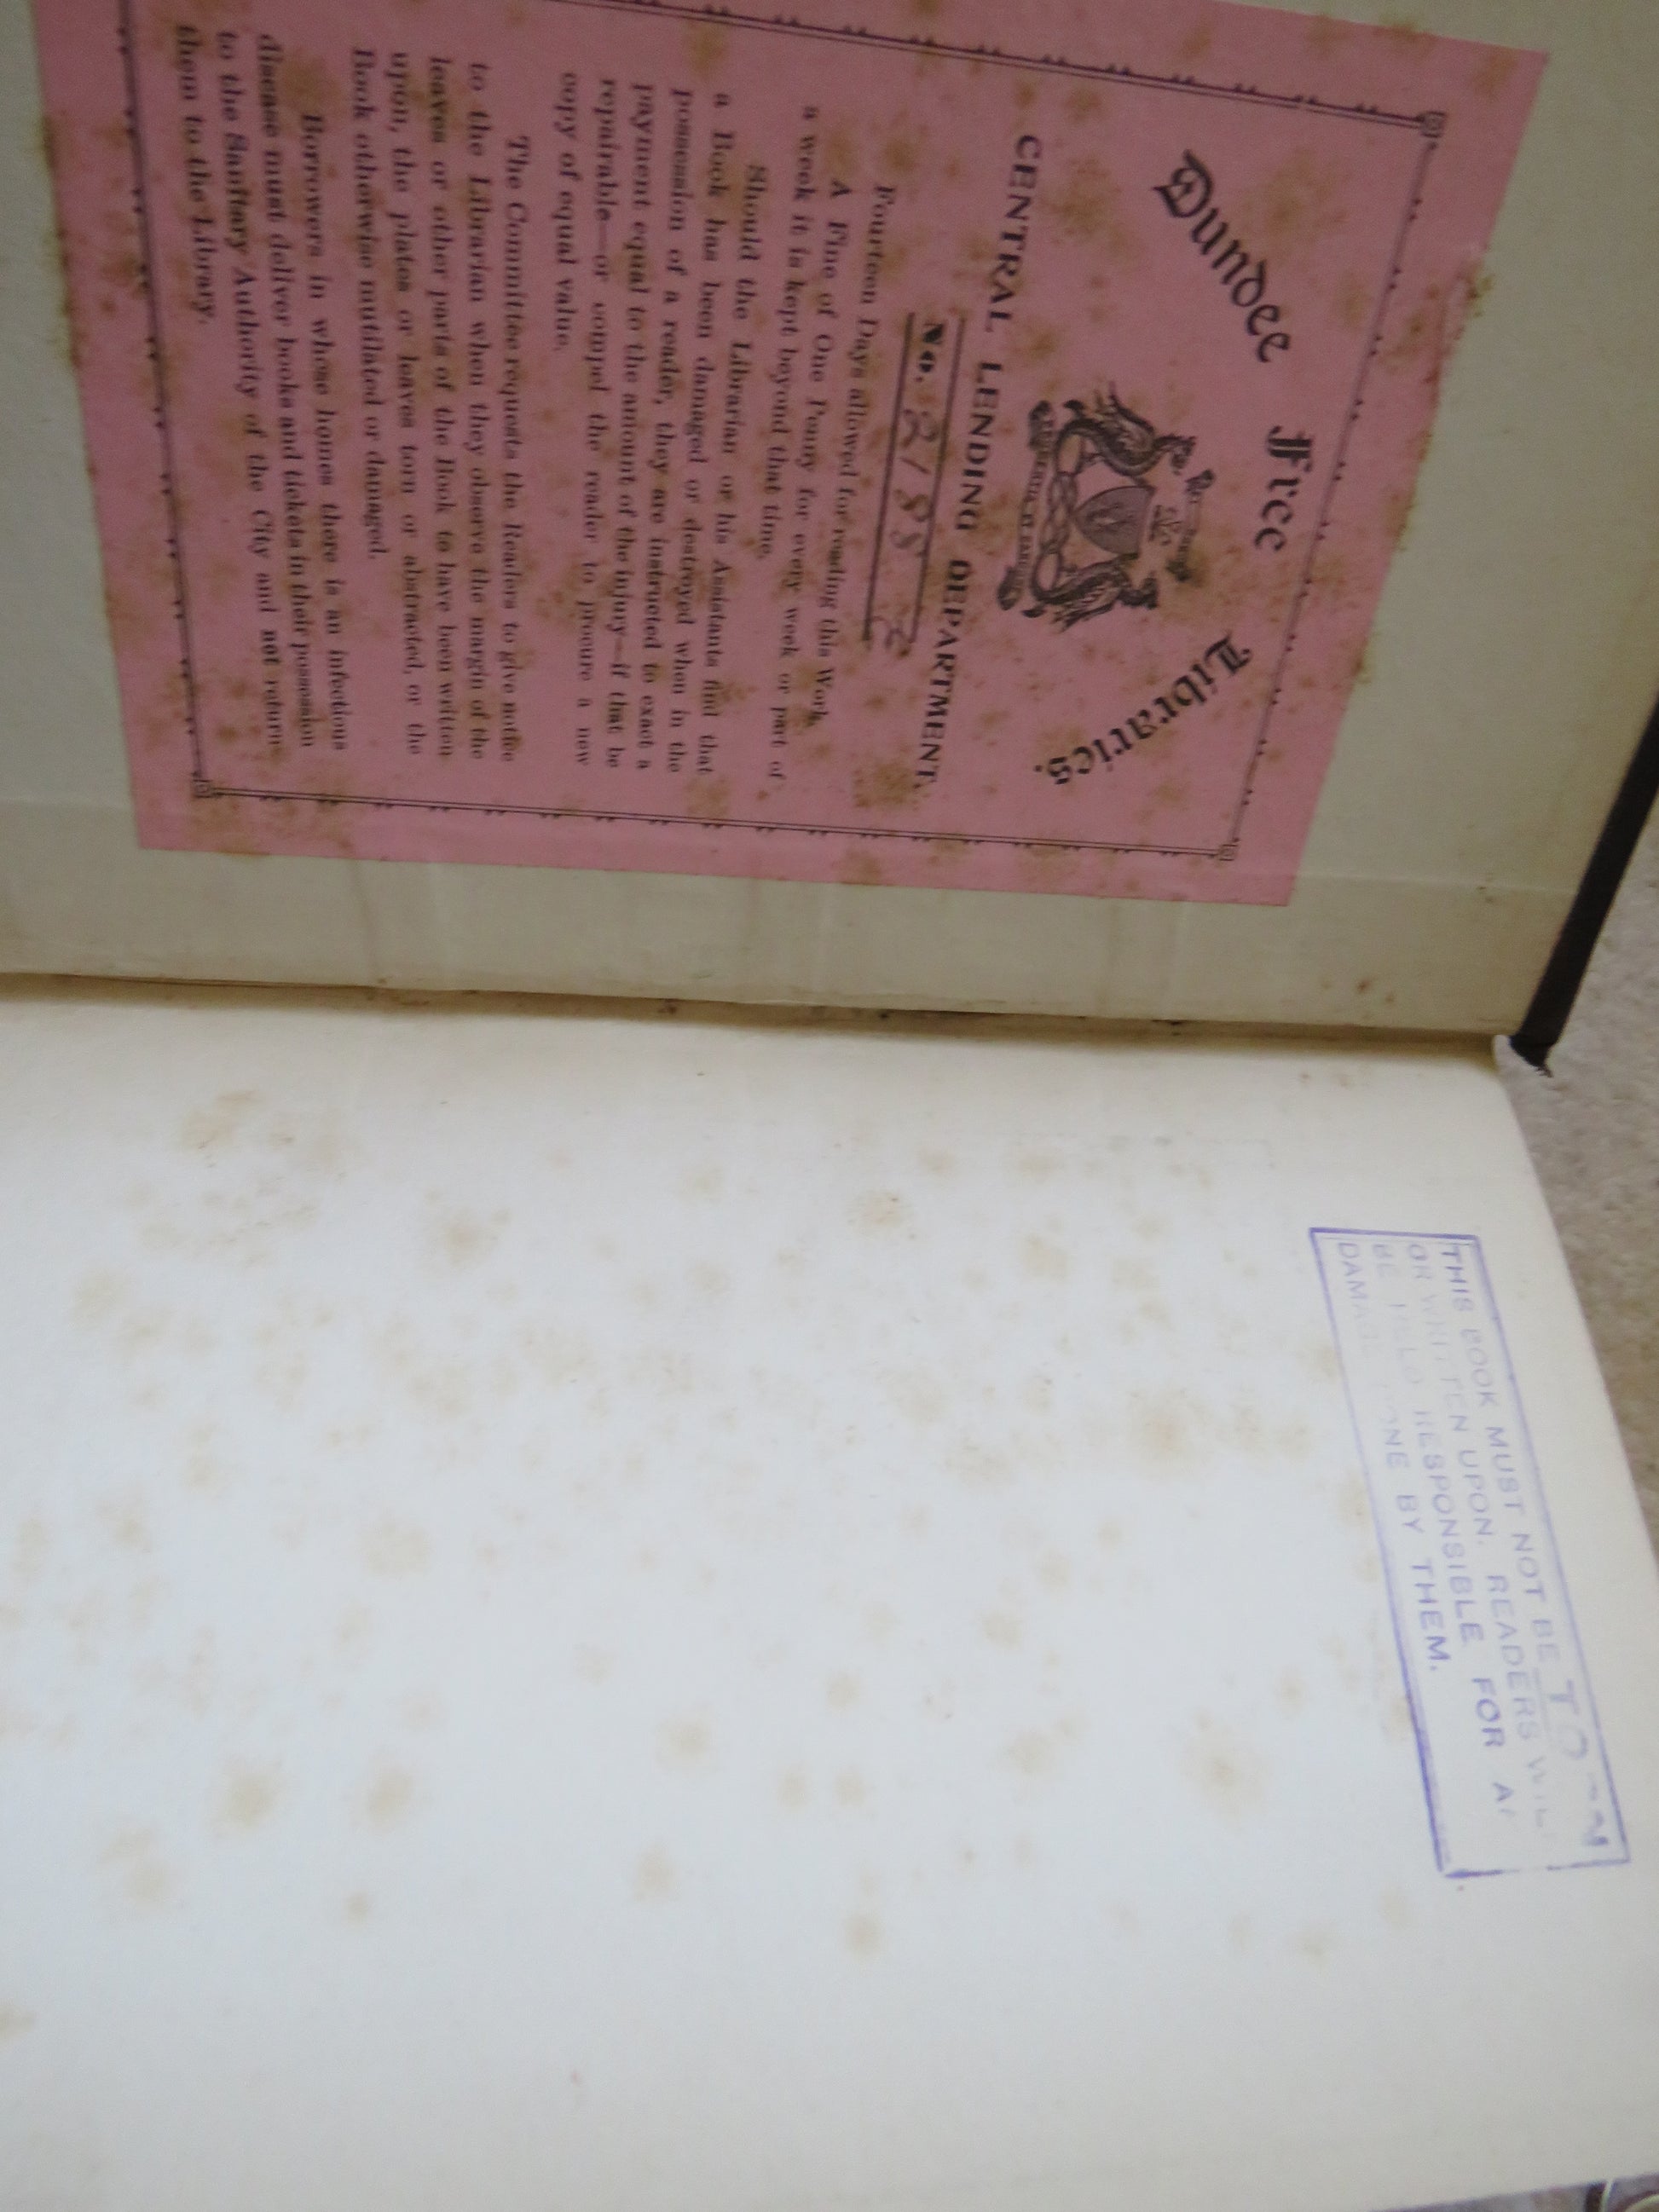 Dundee Free Libraries.
CENTRAL LENDING DEPARTMENT.
No. 2188
Fourteen Days allowed for reading this Work.
A Fine of One Penny for every week or part of
a week it is kept beyond that time.
Should the Librarian or his Assistants find that
a Book has been damaged or destroyed when in the
possession of a reader, they are instructed to exact a
payment equal to the amount of the injury—if that be
repairable—or compel the reader to procure a new
copy of equal value.
The Committee requests the Readers to give notice
to the Librarian when they observe the margin of the
leaves or other parts of the Book to have been written
upon, the plates or leaves torn or abstracted, or the
Book otherwise mutilated or damaged.
Borrowers in whose homes there is an infectious
disease must deliver books and tickets in their possession
to the Sanitary Authority of the City and not return
them to the Library.
THIS BOOK MUST NOT BE
OR WRITTEN UPON. READERS WILL
BE HELD RESPONSIBLE FOR
DAMAGE DONE BY THEM.